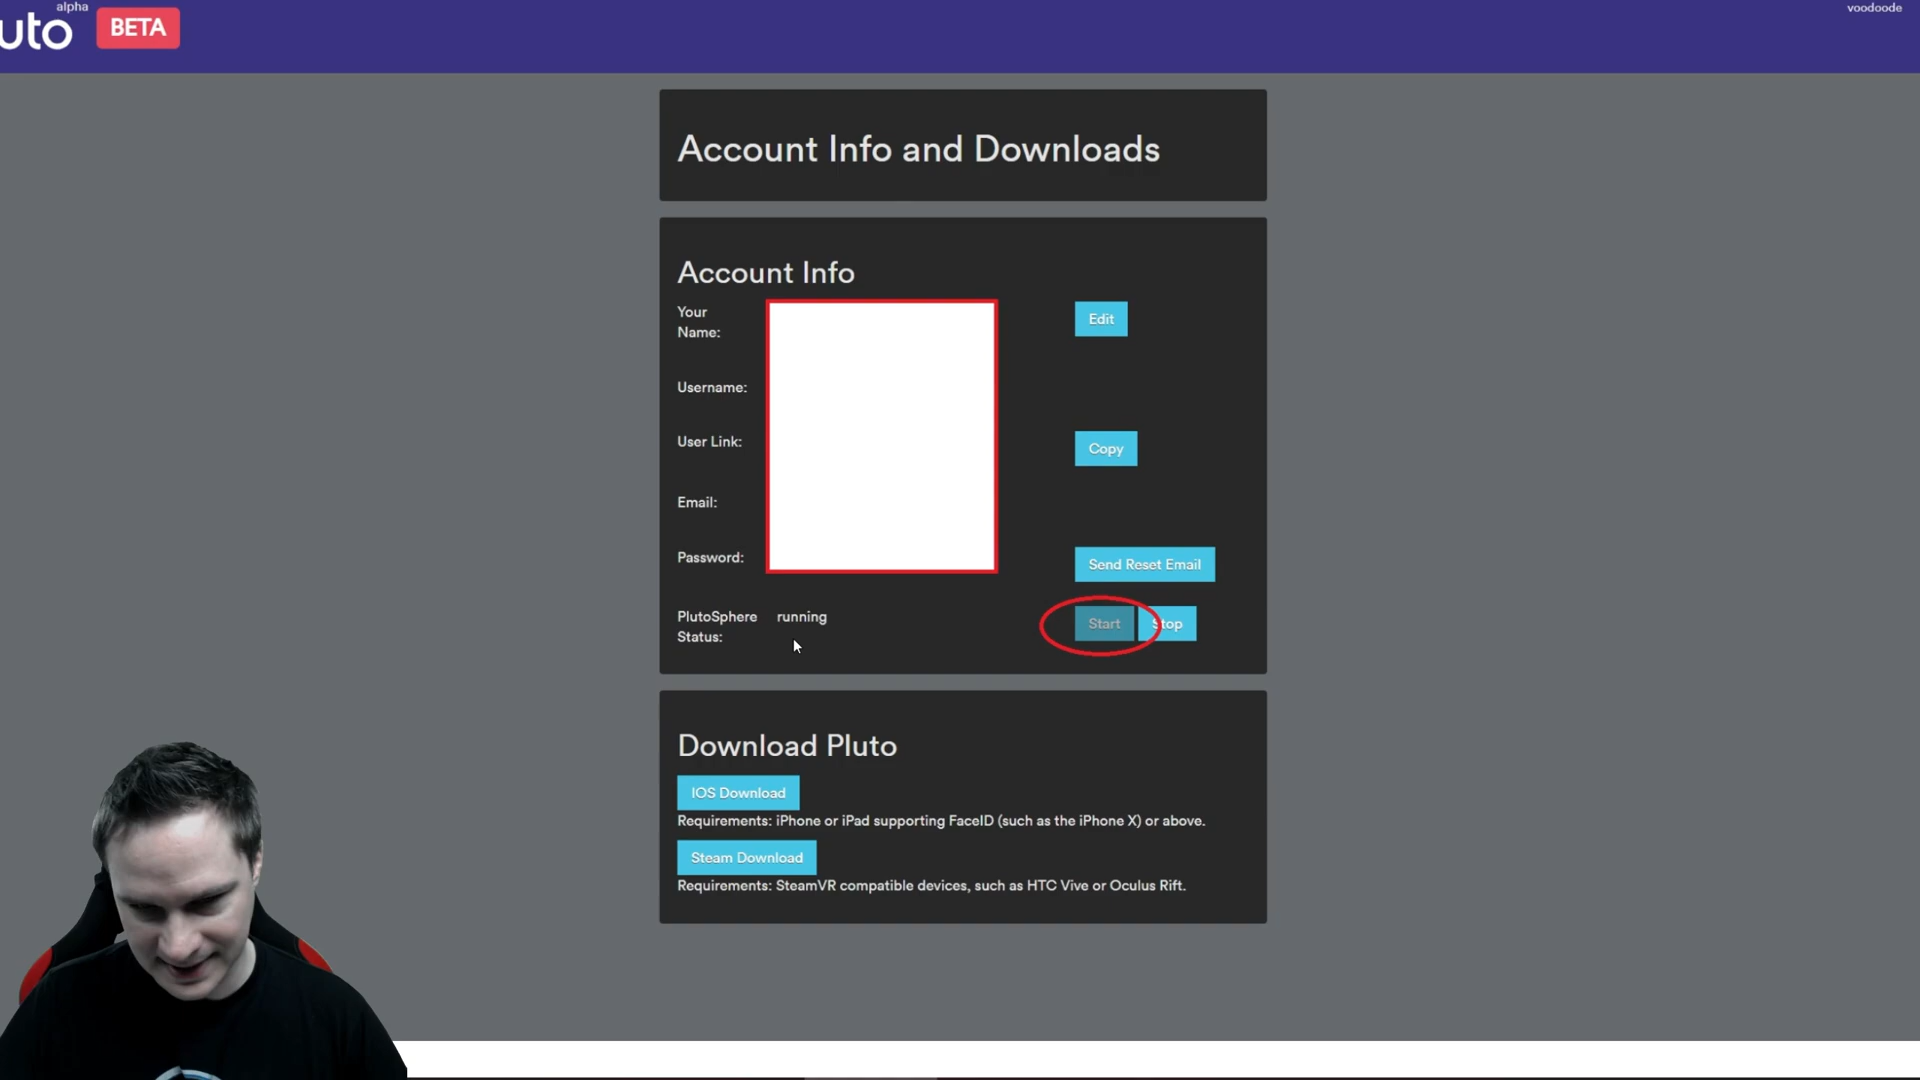 alpha
uto
BETA
voodoode
Account Info and Downloads
Account Info
Your
Name:
Edit
Username:
User Link:
Copy
Email:
Password:
Send Reset Email
PlutoSphere
Status:
running
Start
Stop
Download Pluto
IOS Download
Requirements: iPhone or iPad supporting FaceID (such as the iPhone X) or above.
Steam Download
Requirements: SteamVR compatible devices, such as HTC Vive or Oculus Rift.